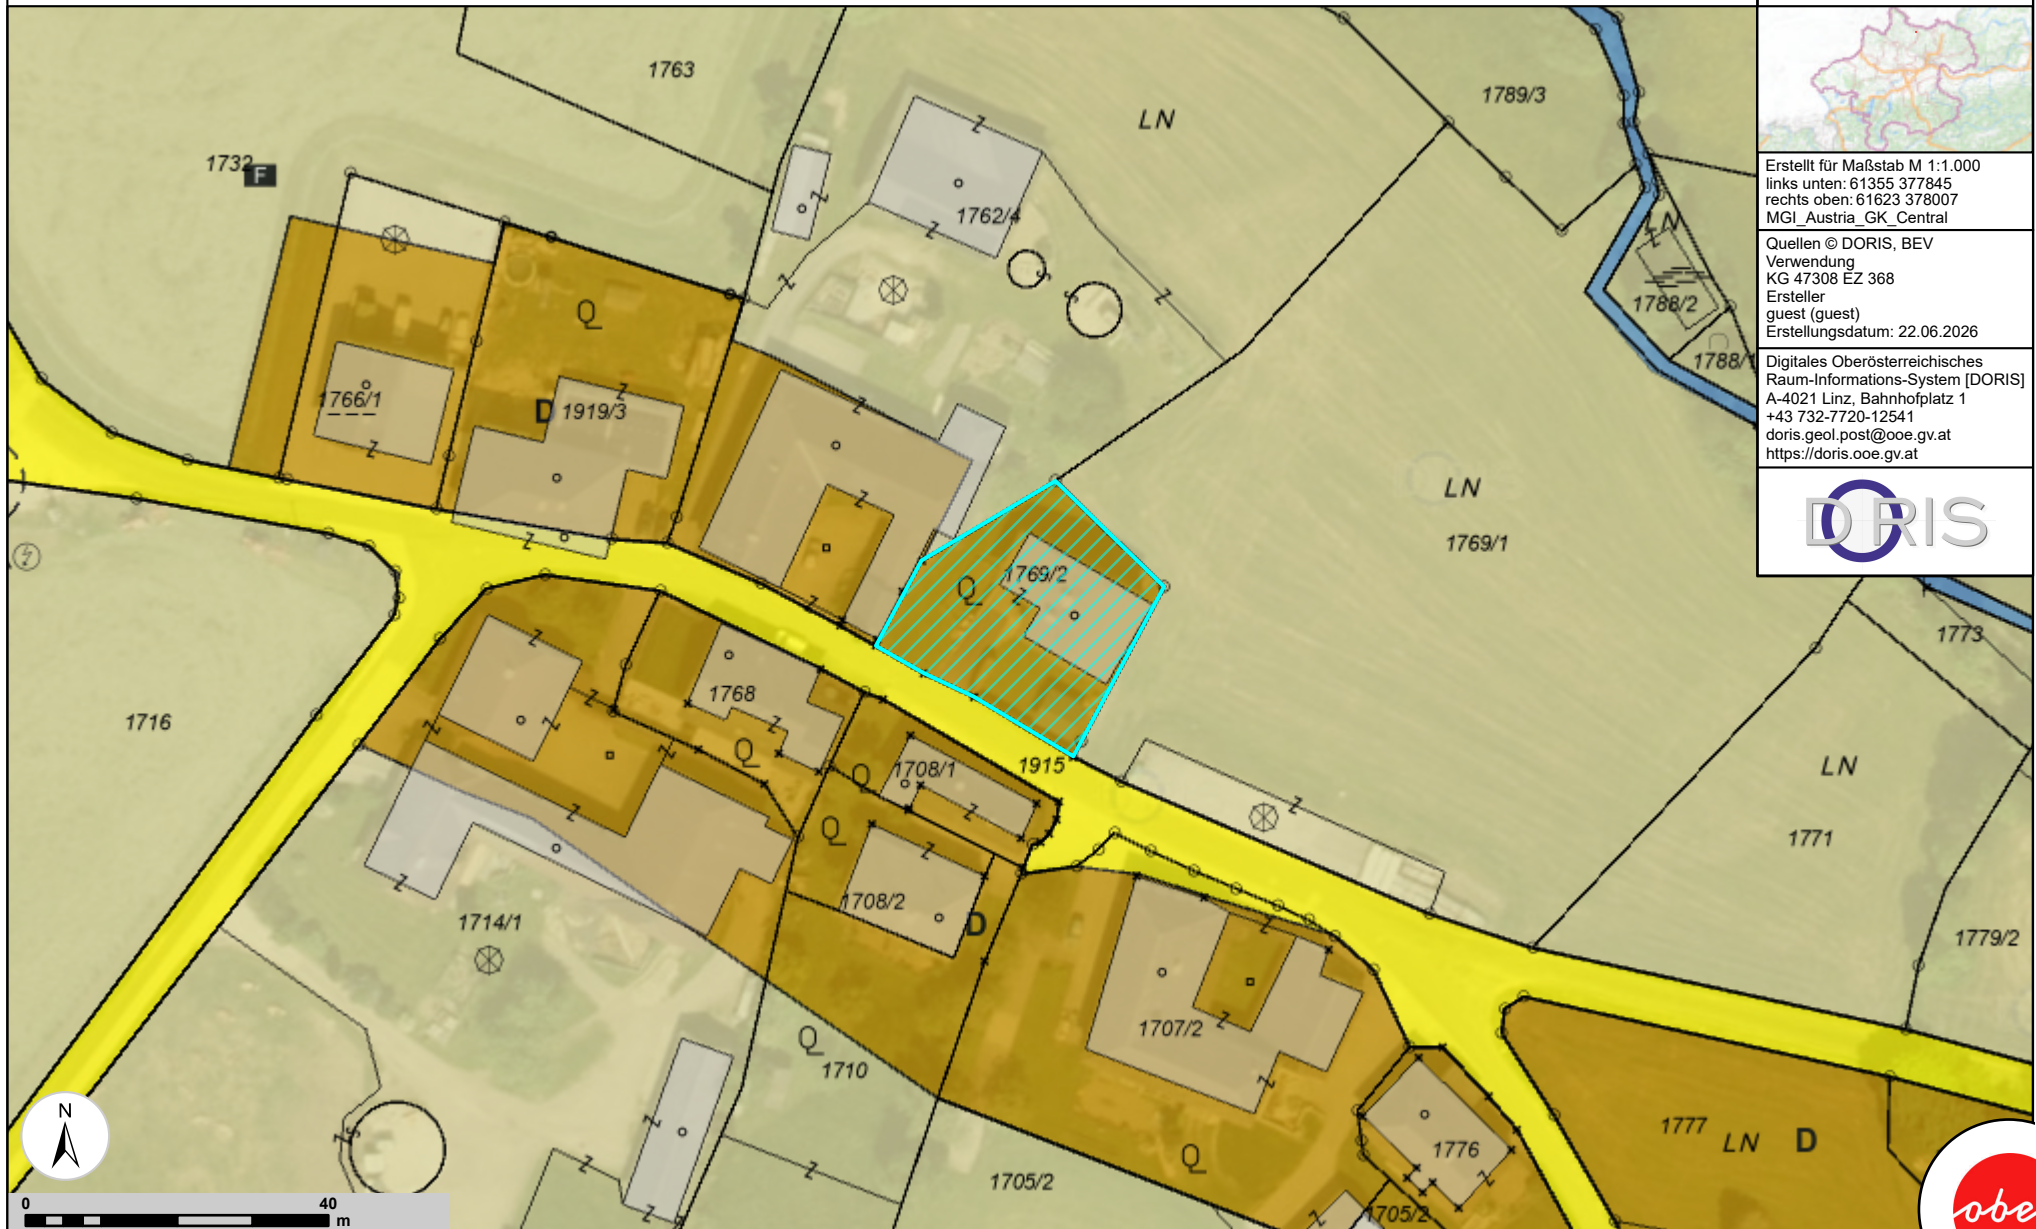 1763
LN
1789/3
1732
F
1762/4
LN
1788/2
1788/1
Q
1766/1
D
1919/3
LN
1769/1
1769/2
Q
1773
1716
1768
Q
Q
1708/1
1915
LN
Q
1771
1708/2
D
1714/1
1779/2
1707/2
Q
1710
1777
LN
D
1776
Q
1705/2
1705/2
N
0
40
m
Erstellt für Maßstab M 1:1.000
links unten: 61355 377845
rechts oben: 61623 378007
MGI_Austria_GK_Central
Quellen © DORIS, BEV
Verwendung
KG 47308 EZ 368
Ersteller
guest (guest)
Erstellungsdatum: 22.06.2026
Digitales Oberösterreichisches
Raum-Informations-System [DORIS]
A-4021 Linz, Bahnhofplatz 1
+43 732-7720-12541
doris.geol.post@ooe.gv.at
https://doris.ooe.gv.at
DORIS
obe